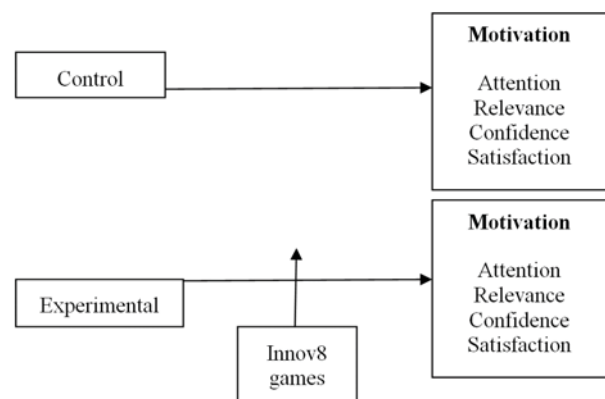 Control
Motivation
Attention
Relevance
Confidence
Satisfaction
Experimental
Motivation
Attention
Relevance
Confidence
Satisfaction
Innov8
games